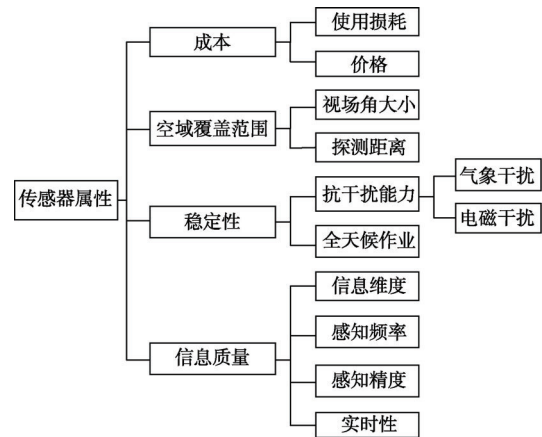 传感器属性
成本
使用损耗
价格
空域覆盖范围
视场角大小
探测距离
稳定性
抗干扰能力
气象干扰
电磁干扰
全天候作业
信息质量
信息维度
感知频率
感知精度
实时性